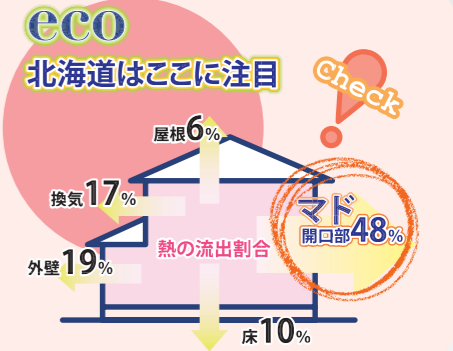 eco
北海道はここに注目
Check
屋根6%
換気17%
マド
開口部48%
熱の流出割合
外壁19%
床10%